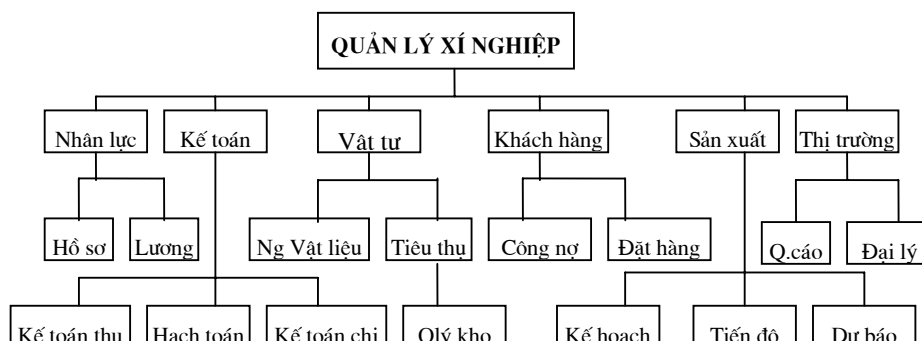 QUẢN LÝ XÍ NGHIỆP
Nhân lực Kế toán Vật tư Khách hàng Sản xuất Thị trường
Hồ sơ Lương Ng Vật liệu Tiêu thụ Công nợ Đặt hàng Q.cáo Đại lý
Kế toán thu Hạch toán Kế toán chi Qlý kho Kế hoạch Tiến độ Dự báo